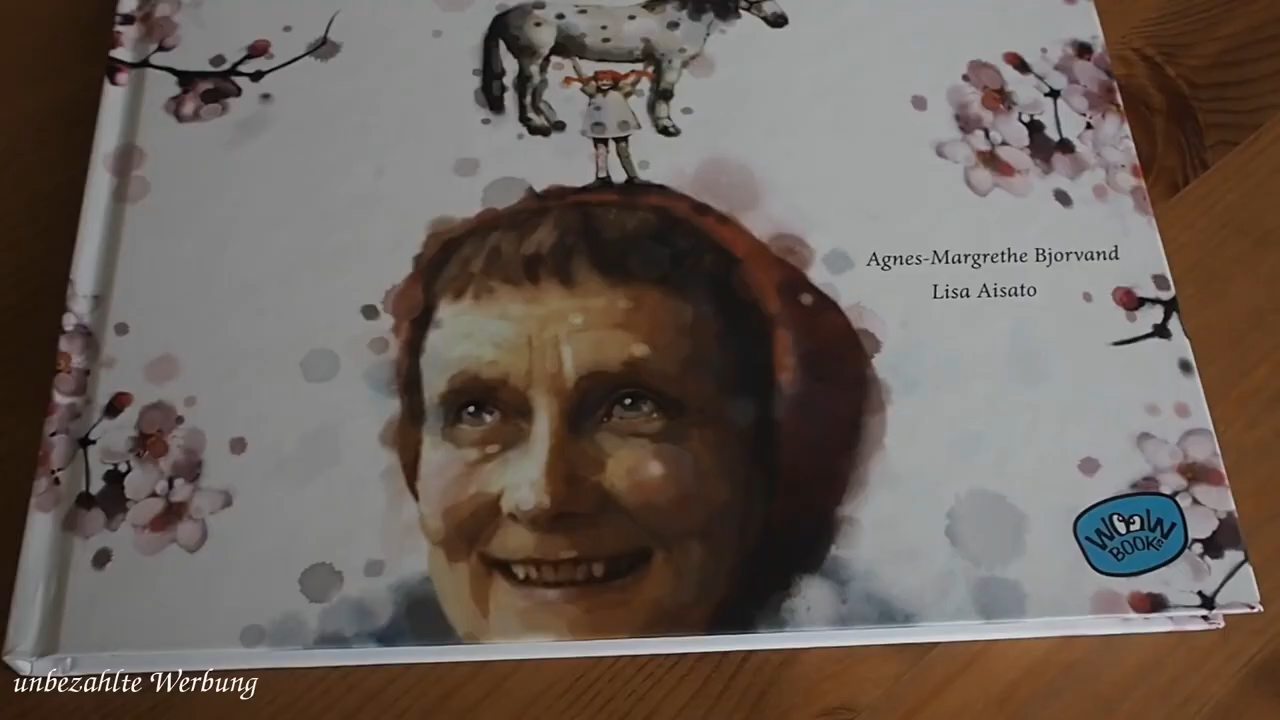 Agnes-Margrethe Bjorvand
Lisa Aisato
WOOW
BOOKS
unbezahlte Werbung